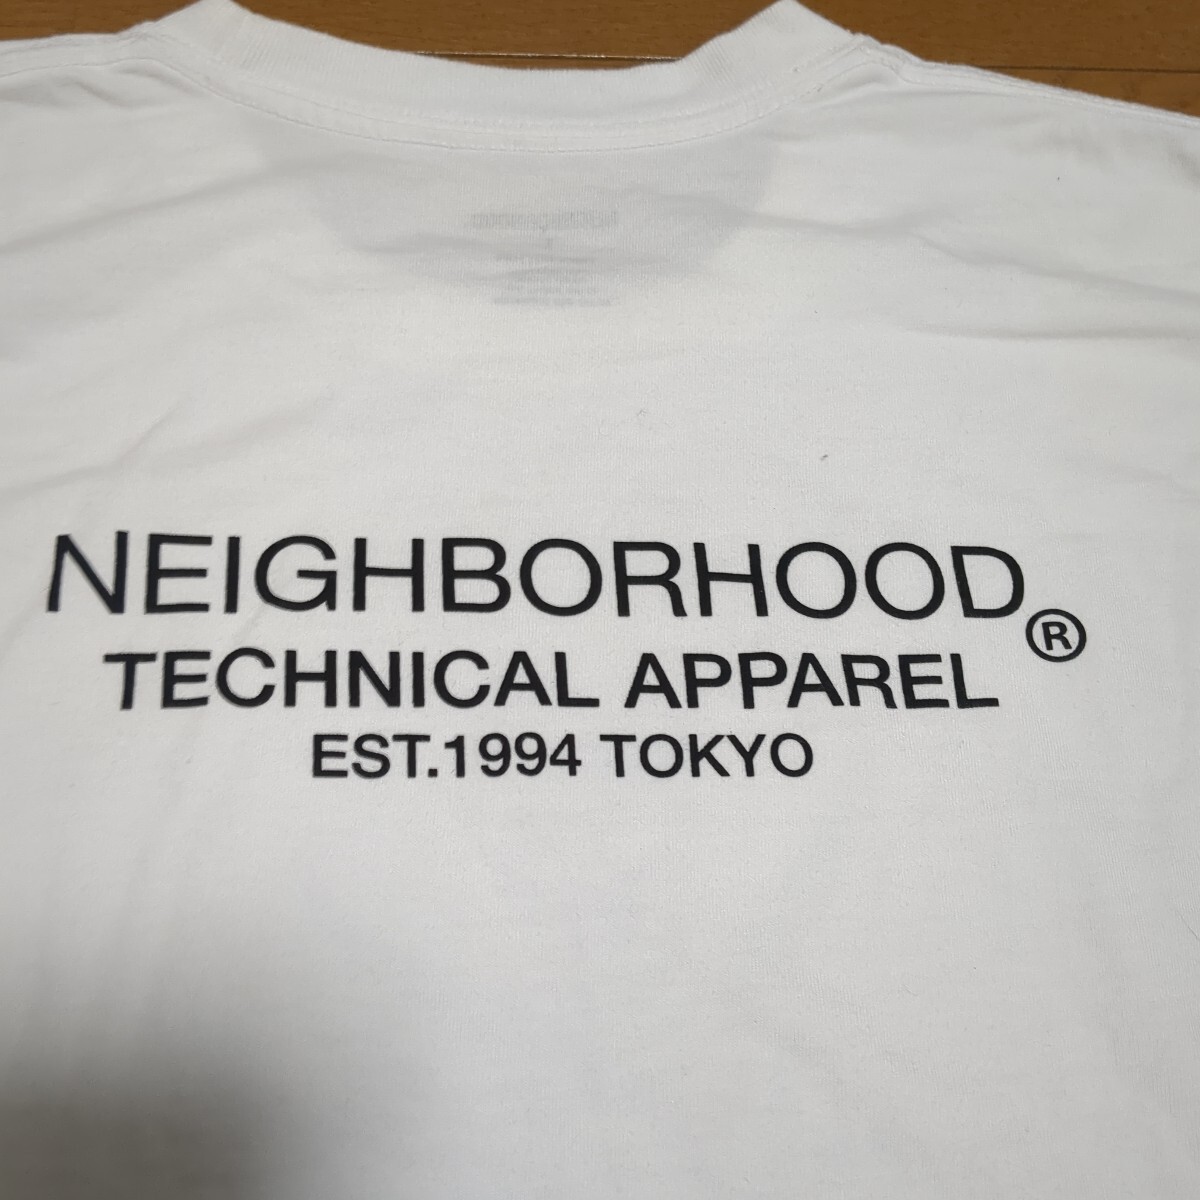 NEIGHBORHOOD®
TECHNICAL APPAREL
EST.1994 TOKYO